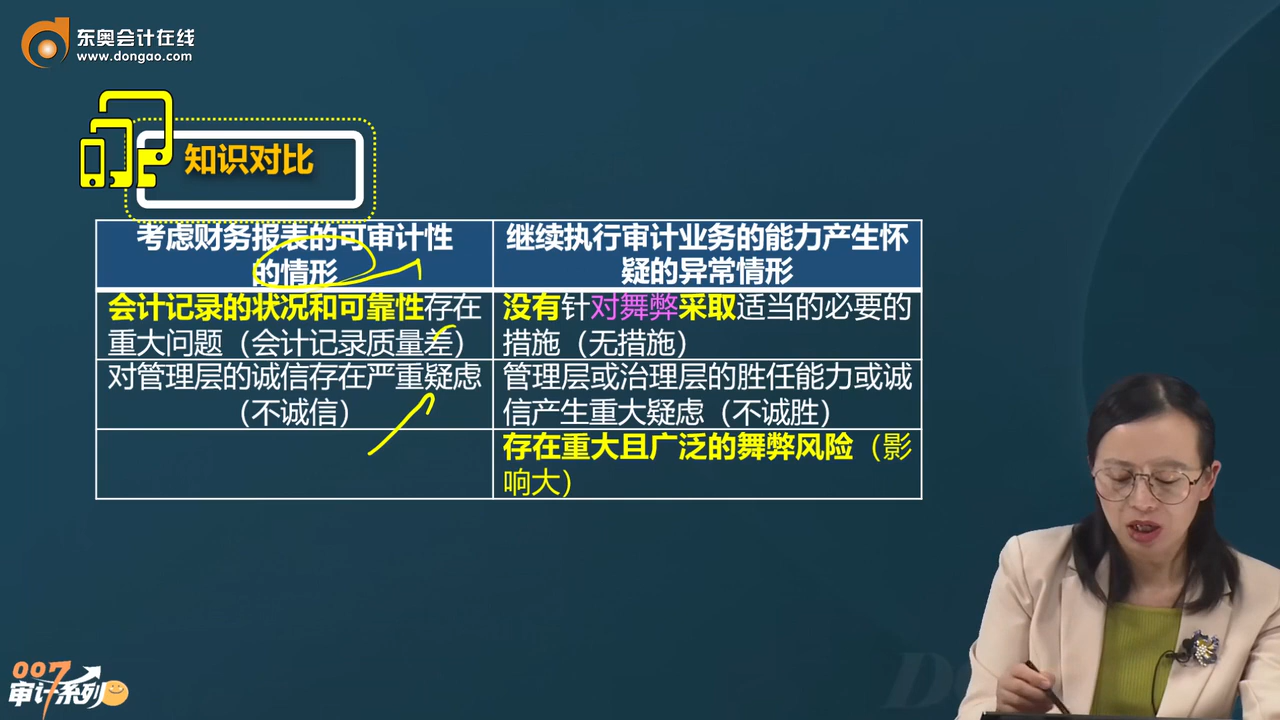 东奥会计在线
www.dongao.com
知识对比
考虑财务报表的可审计性
的情形
继续执行审计业务的能力产生怀
疑的异常情形
会计记录的状况和可靠性存在
重大问题（会计记录质量差）
没有针对舞弊采取适当的必要的
措施（无措施）
对管理层的诚信存在严重疑虑
（不诚信）
管理层或治理层的胜任能力或诚
信产生重大疑虑（不诚胜）
存在重大且广泛的舞弊风险（影
响大）
007
审计系列